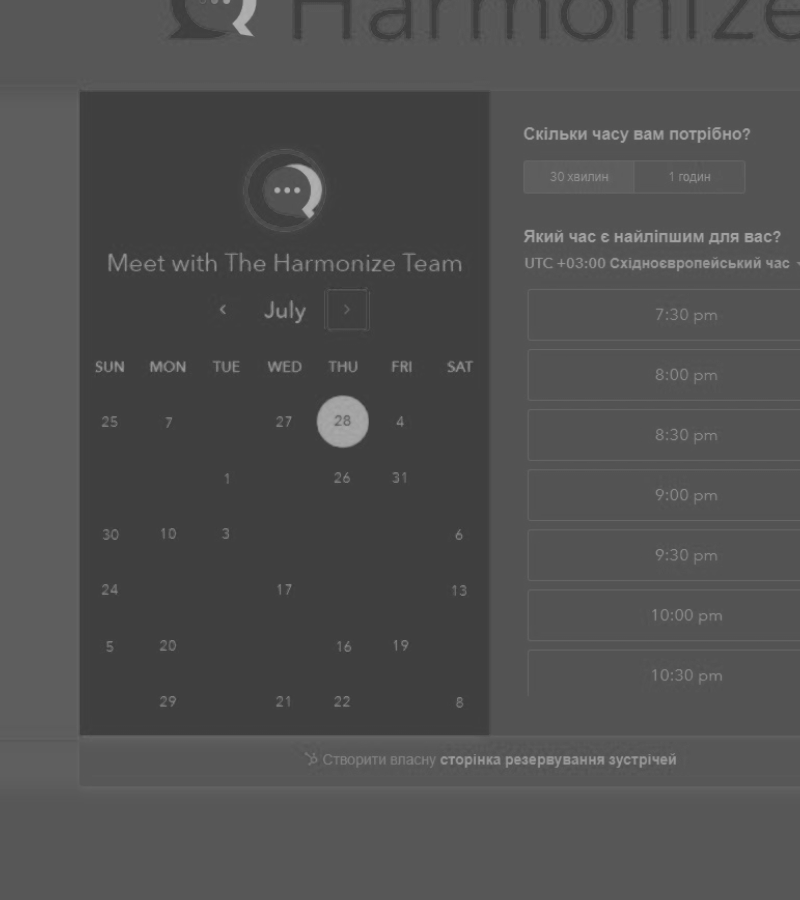 Harmonize
Meet with The Harmonize Team
July
SUN MON TUE WED THU FRI SAT
25 7 27 28 4
1 26 31
30 10 3 6
24 17 13
5 20 16 19
29 21 22 8
Скільки часу вам потрібно?
30 хвилин 1 годин
Який час є найліпшим для вас?
UTC +03:00 Східноєвропейський час
7:30 pm
8:00 pm
8:30 pm
9:00 pm
9:30 pm
10:00 pm
10:30 pm
Створити власну сторінка резервування зустрічей